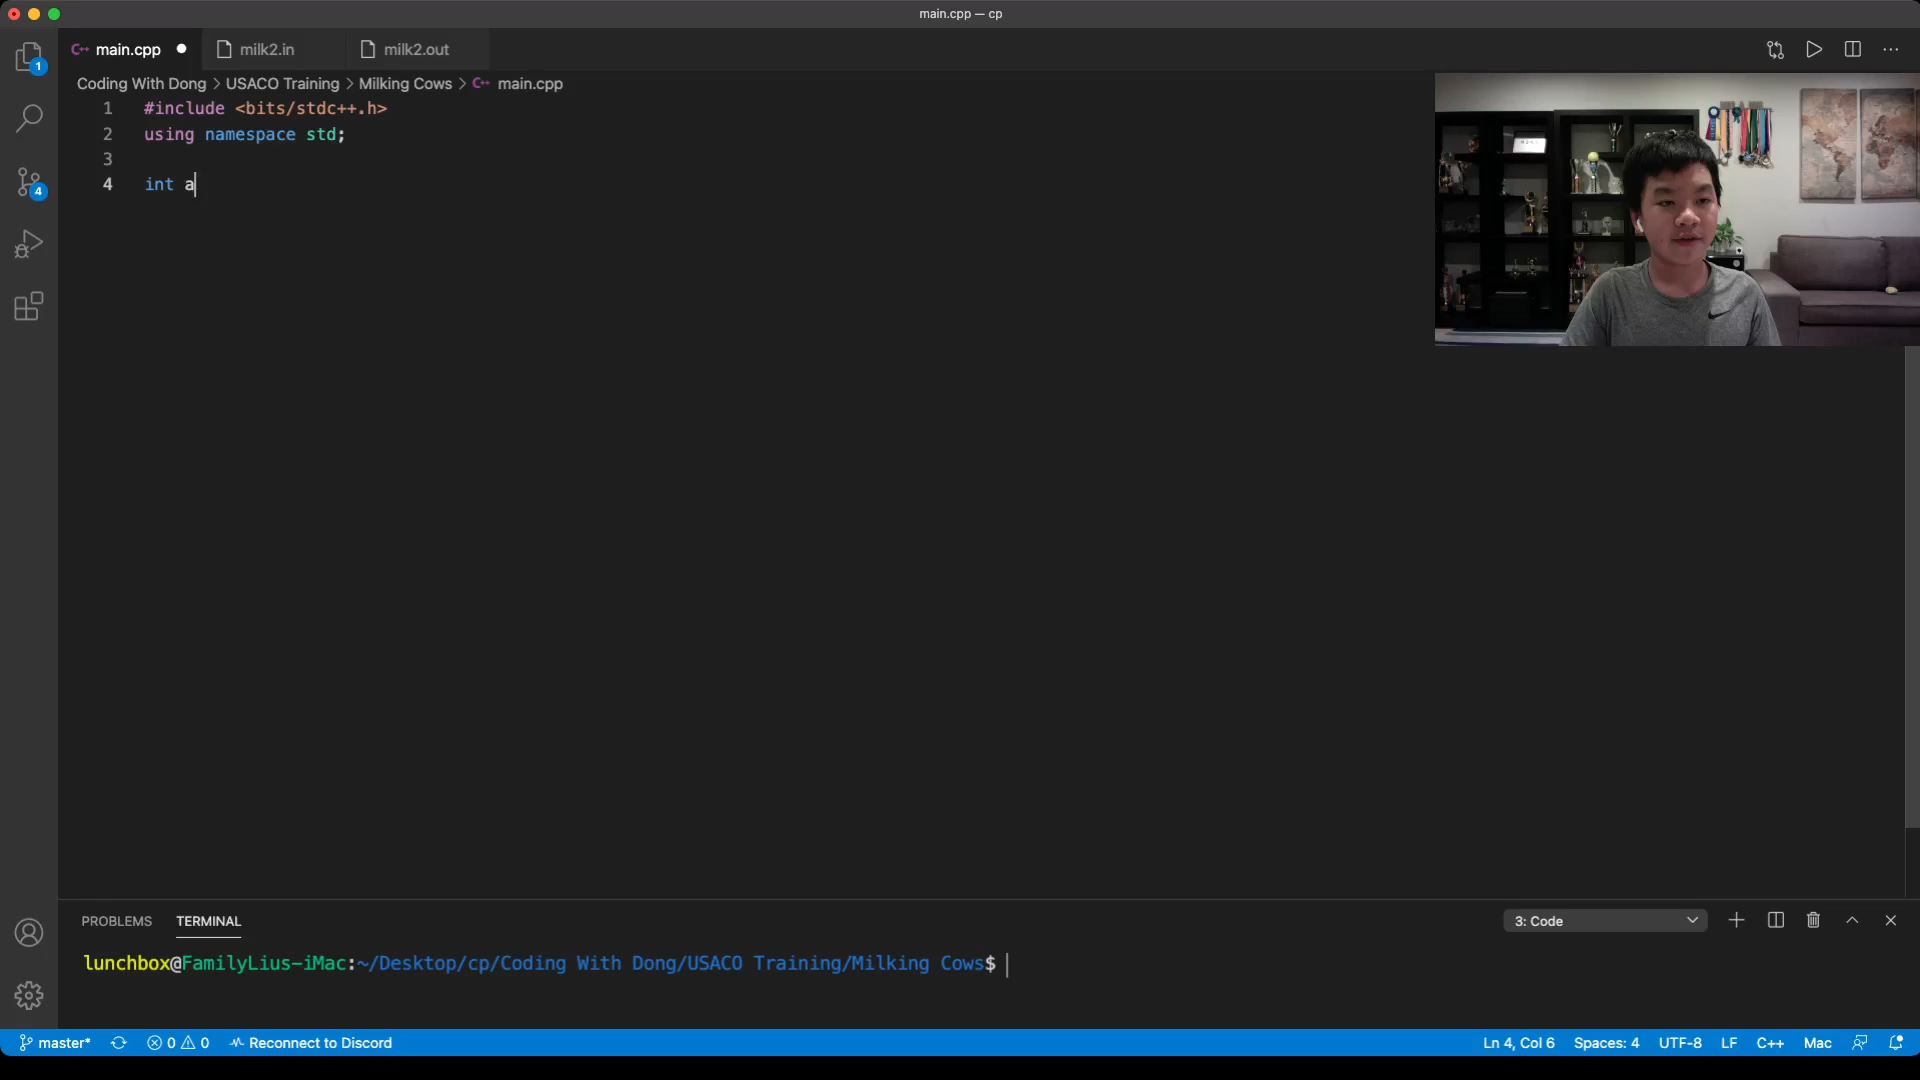 main.cpp — cp
main.cpp
milk2.in
milk2.out
Coding With Dong > USACO Training > Milking Cows > main.cpp
1 #include <bits/stdc++.h>
2 using namespace std;
3
4 int a
1
4
PROBLEMS TERMINAL
3: Code
lunchbox@FamilyLius-iMac:~/Desktop/cp/Coding With Dong/USACO Training/Milking Cows$
master* 0 0 Reconnect to Discord
Ln 4, Col 6 Spaces: 4 UTF-8 LF C++ Mac